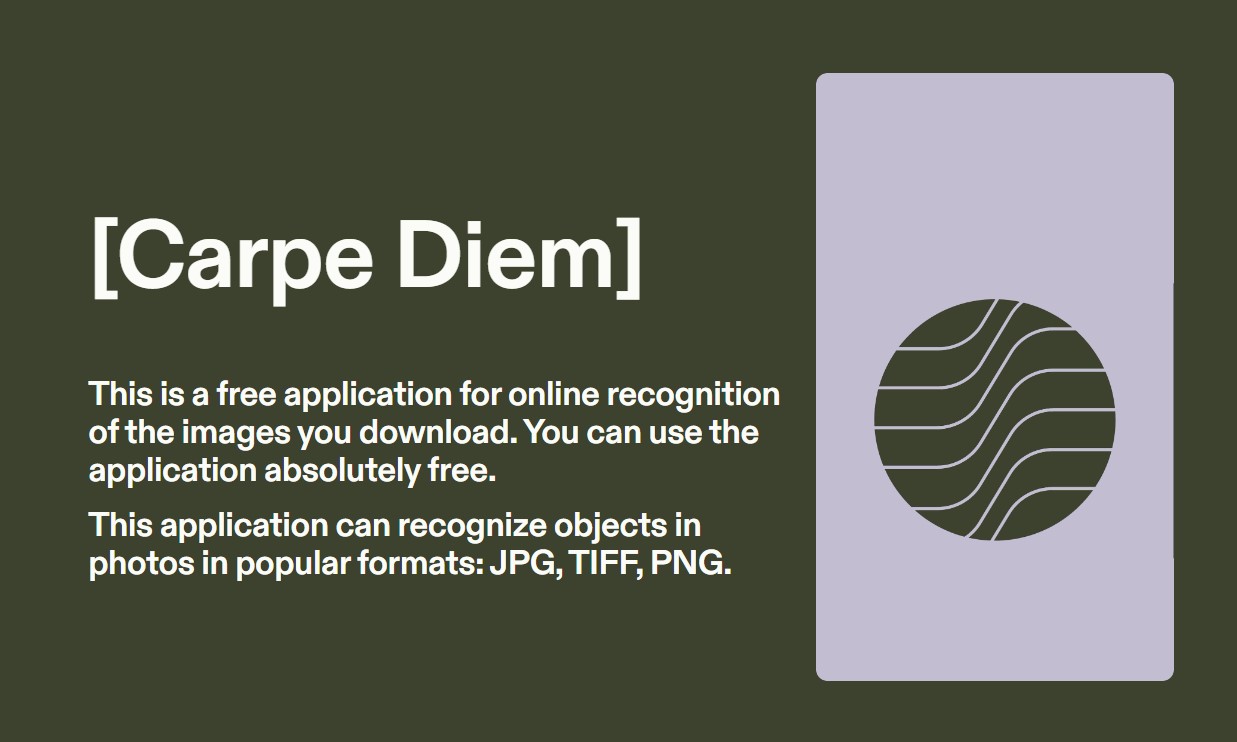 [Carpe Diem]
This is a free application for online recognition
of the images you download. You can use the
application absolutely free.
This application can recognize objects in
photos in popular formats: JPG, TIFF, PNG.